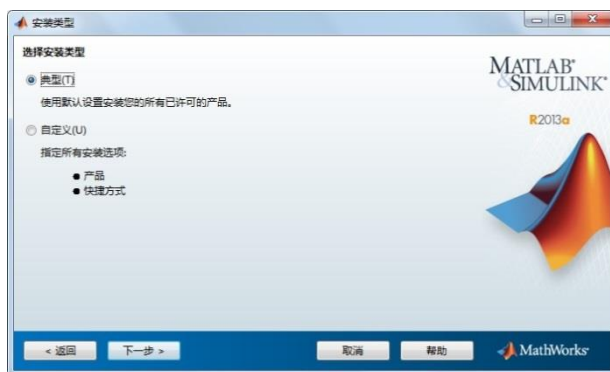 安装类型
选择安装类型
典型(T)
使用默认设置安装您的所有已许可的产品。
自定义(U)
指定所有安装选项:
产品
快捷方式
MATLAB®
&SIMULINK®
R2013a
< 返回
下一步 >
取消
帮助
MathWorks®